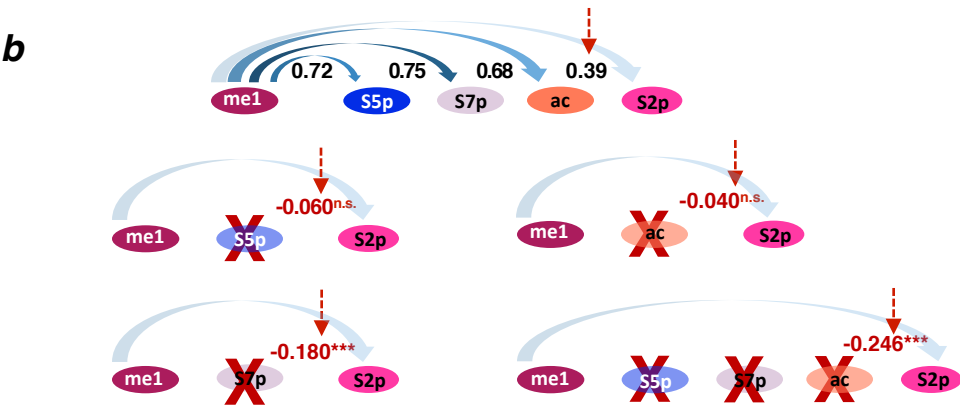 b
0.72 0.75 0.68 0.39
me1 S5p S7p ac S2p
-0.060n.s.
me1 X S5p S2p
-0.040n.s.
me1 X ac S2p
-0.180***
me1 X S7p S2p
-0.246***
me1 X S5p X S7p X ac S2p